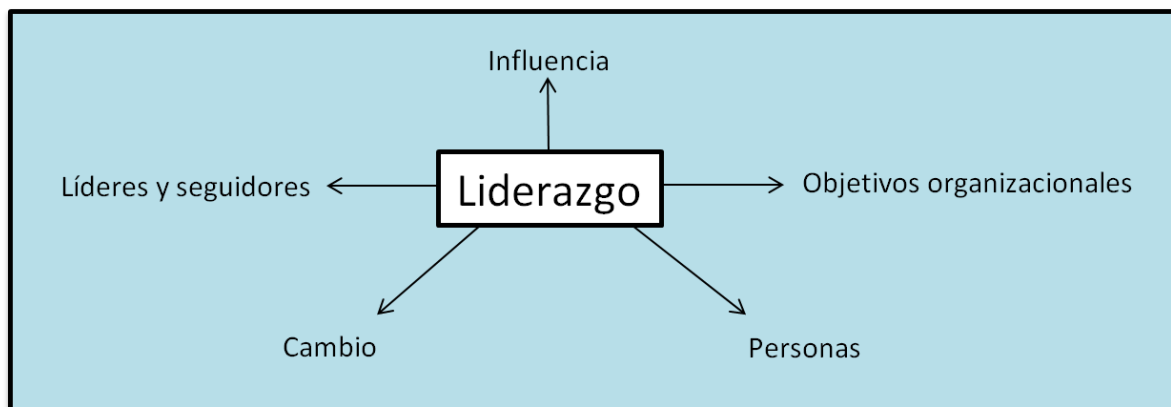 Influencia
Líderes y seguidores
Liderazgo
Objetivos organizacionales
Cambio
Personas